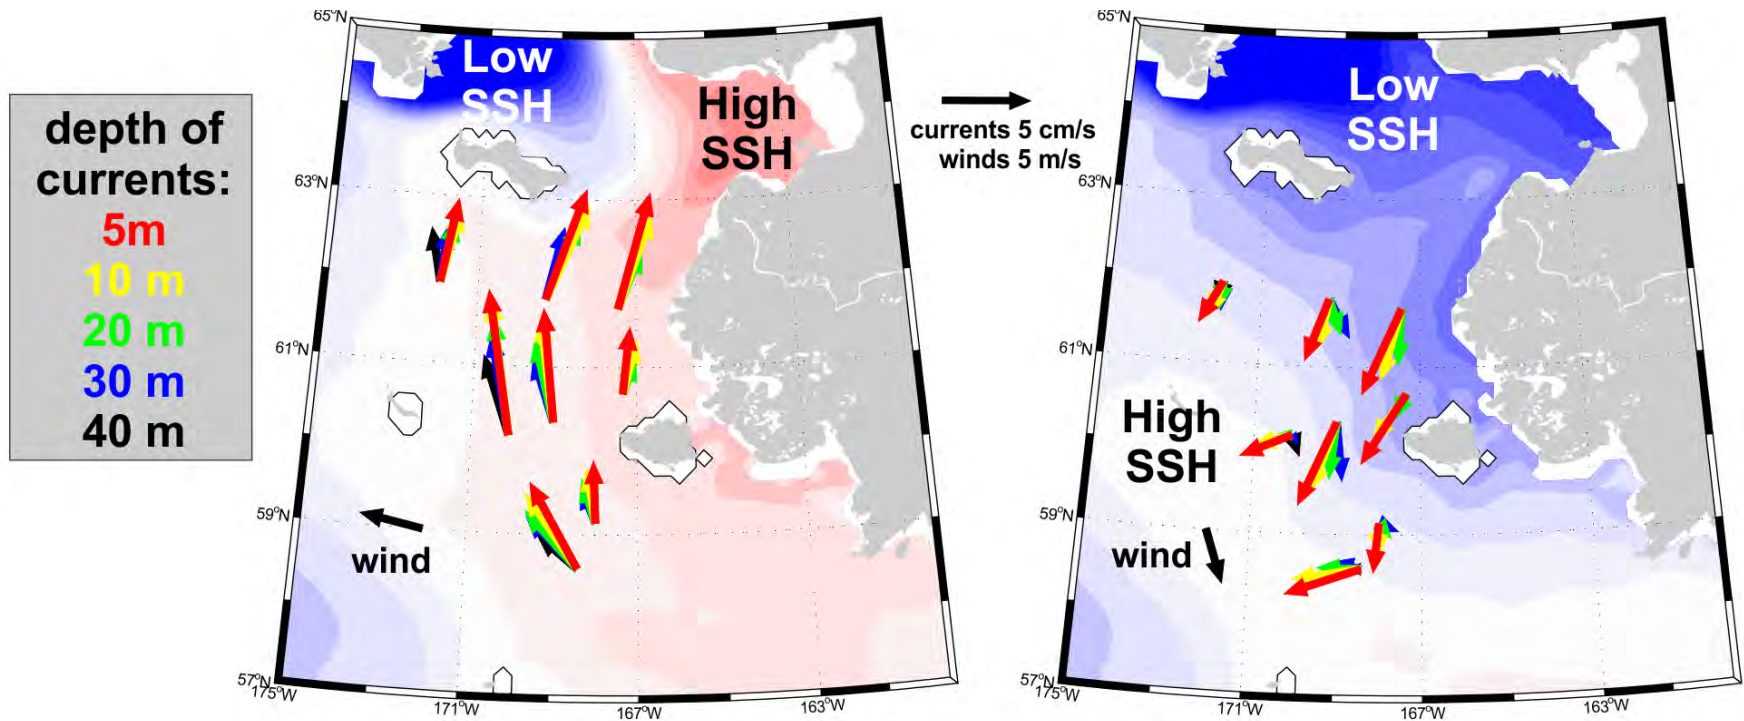 depth of
currents:
5m
10 m
20 m
30 m
40 m
65°N
63°N
61°N
59°N
57°N
175°W
171°W
167°W
163°W
Low
SSH
High
SSH
wind
currents 5 cm/s
winds 5 m/s
65°N
63°N
61°N
59°N
57°N
175°W
171°W
167°W
163°W
Low
SSH
High
SSH
wind